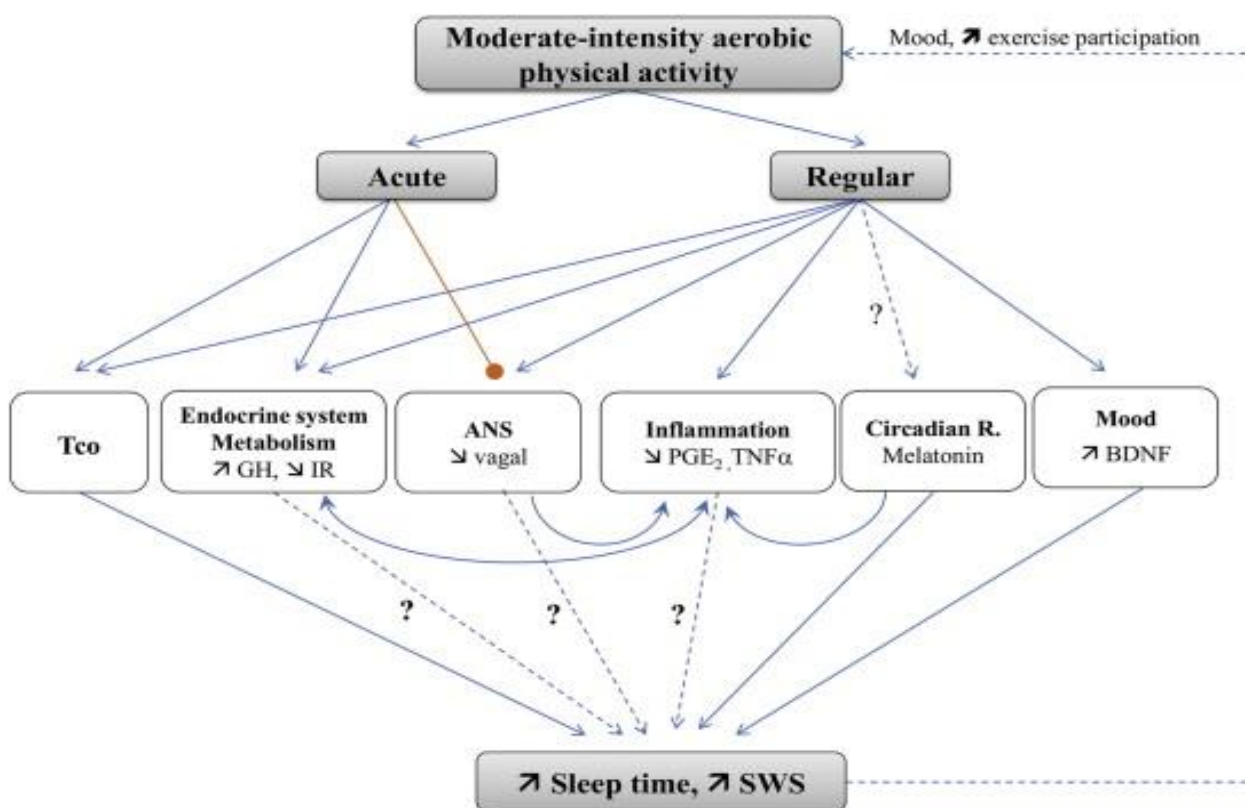 Moderate-intensity aerobic
physical activity
Mood, ↗ exercise participation
Acute
Regular
?
Tco
Endocrine system
Metabolism
↗ GH, ↘ IR
ANS
↘ vagal
Inflammation
↘ PGE₂, TNFα
Circadian R.
Melatonin
Mood
↗ BDNF
?
?
?
↗ Sleep time, ↗ SWS